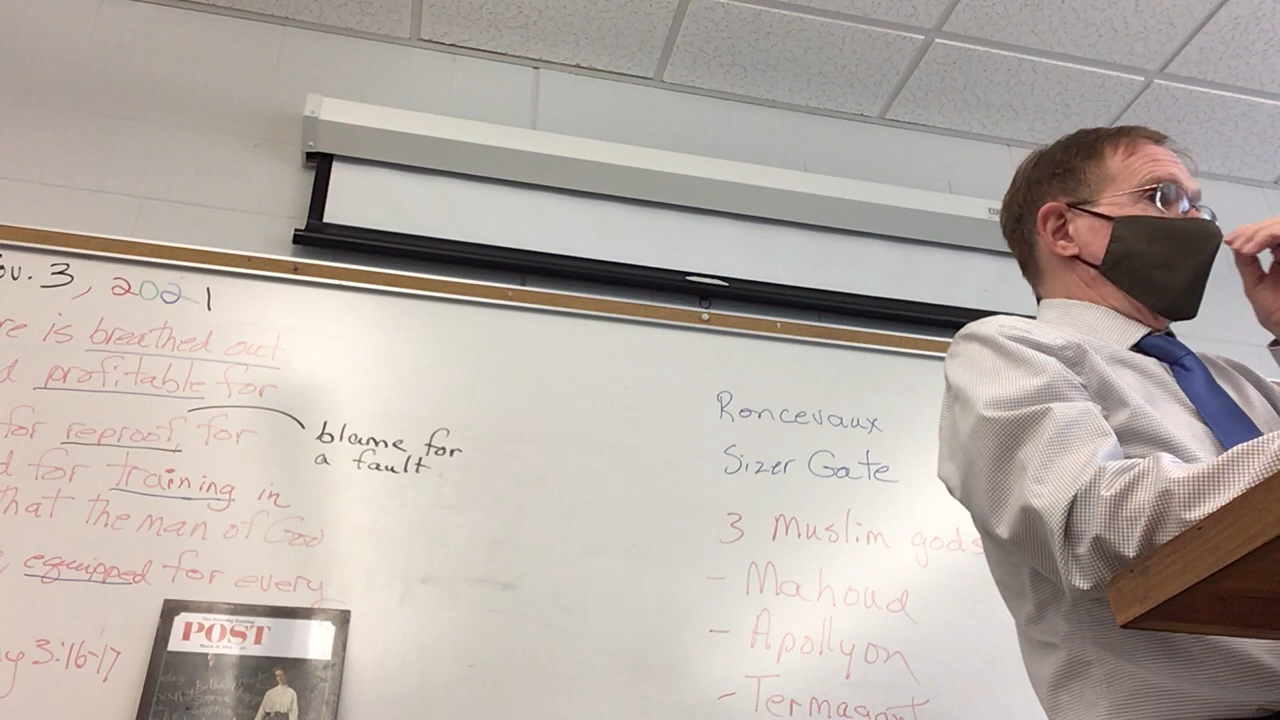 ov. 3, 2021
re is breathed out
d profitable for
for reproof, for
d for training in
that the man of God
, equipped for every
y 3:16-17
blame for
a fault
Roncevaux
Sizer Gate
3 Muslim gods
- Mahoud
- Apollyon
- Termagant
POST